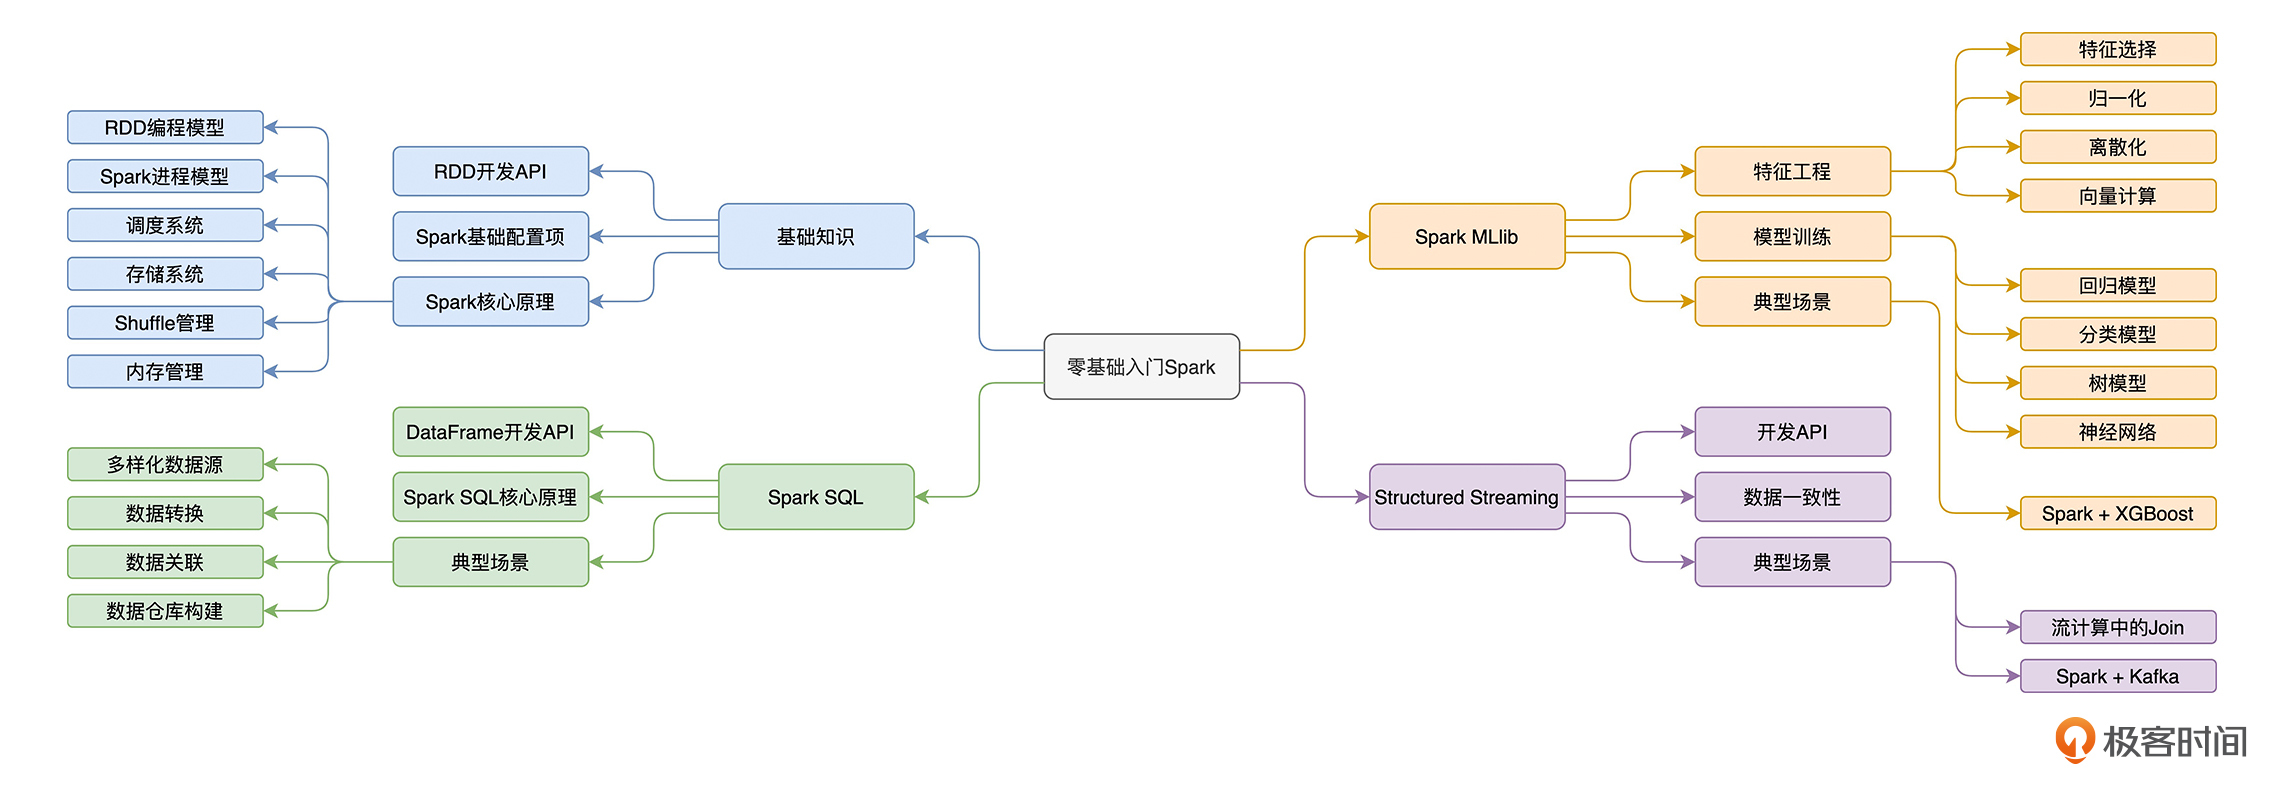 零基础入门Spark
基础知识
RDD开发API
Spark基础配置项
Spark核心原理
RDD编程模型
Spark进程模型
调度系统
存储系统
Shuffle管理
内存管理
Spark SQL
DataFrame开发API
Spark SQL核心原理
典型场景
多样化数据源
数据转换
数据关联
数据仓库构建
Spark MLlib
特征工程
特征选择
归一化
离散化
向量计算
模型训练
回归模型
分类模型
树模型
神经网络
典型场景
Spark + XGBoost
Structured Streaming
开发API
数据一致性
典型场景
流计算中的Join
Spark + Kafka
极客时间